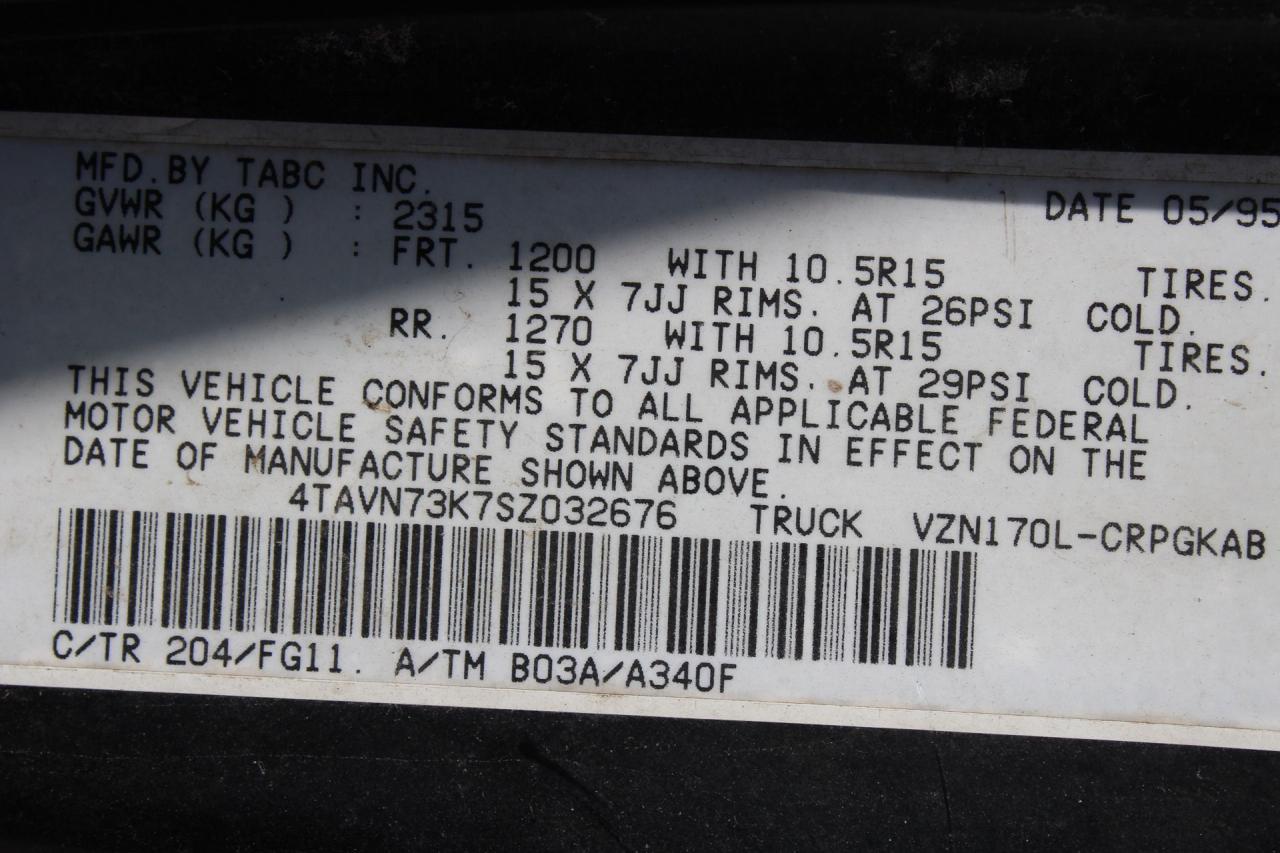 MFD.BY TABC INC.
DATE 05/95
GVWR (KG ) : 2315
GAWR (KG ) : FRT. 1200 WITH 10.5R15 TIRES.
15 X 7JJ RIMS. AT 26PSI COLD.
RR. 1270 WITH 10.5R15 TIRES.
15 X 7JJ RIMS. AT 29PSI COLD.
THIS VEHICLE CONFORMS TO ALL APPLICABLE FEDERAL
MOTOR VEHICLE SAFETY STANDARDS IN EFFECT ON THE
DATE OF MANUFACTURE SHOWN ABOVE.
4TAVN73K7SZ032676 TRUCK VZN170L-CRPGKAB
C/TR 204/FG11. A/TM B03A/A340F